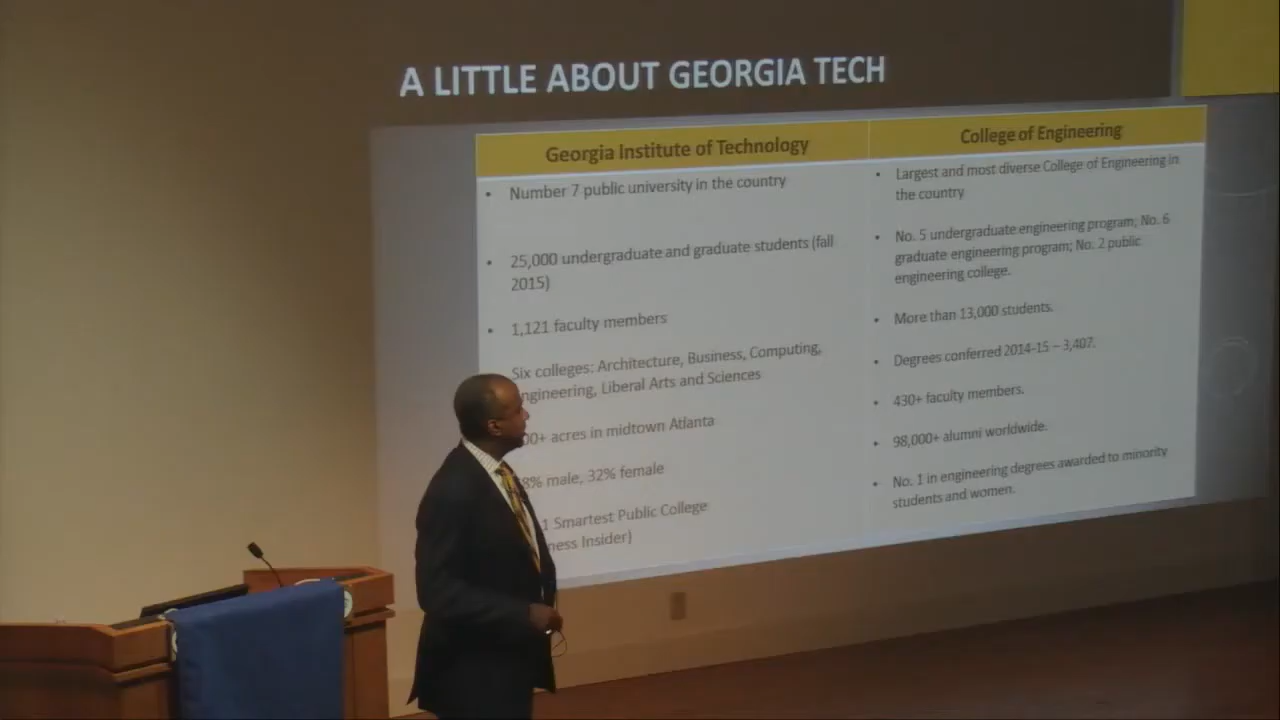 A LITTLE ABOUT GEORGIA TECH
Georgia Institute of Technology
• Number 7 public university in the country
• 25,000 undergraduate and graduate students (fall
2015)
• 1,121 faculty members
Six colleges: Architecture, Business, Computing,
ngineering, Liberal Arts and Sciences
00+ acres in midtown Atlanta
8% male, 32% female
1 Smartest Public College
ness Insider)
College of Engineering
• Largest and most diverse College of Engineering in
the country
• No. 5 undergraduate engineering program; No. 6
graduate engineering program; No. 2 public
engineering college.
• More than 13,000 students.
• Degrees conferred 2014-15 – 3,407.
• 430+ faculty members.
• 98,000+ alumni worldwide.
• No. 1 in engineering degrees awarded to minority
students and women.